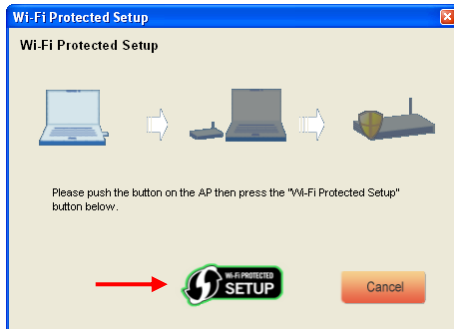 Wi-Fi Protected Setup
Wi-Fi Protected Setup
Please push the button on the AP then press the "Wi-Fi Protected Setup"
button below.
WI-FI PROTECTED
SETUP
Cancel